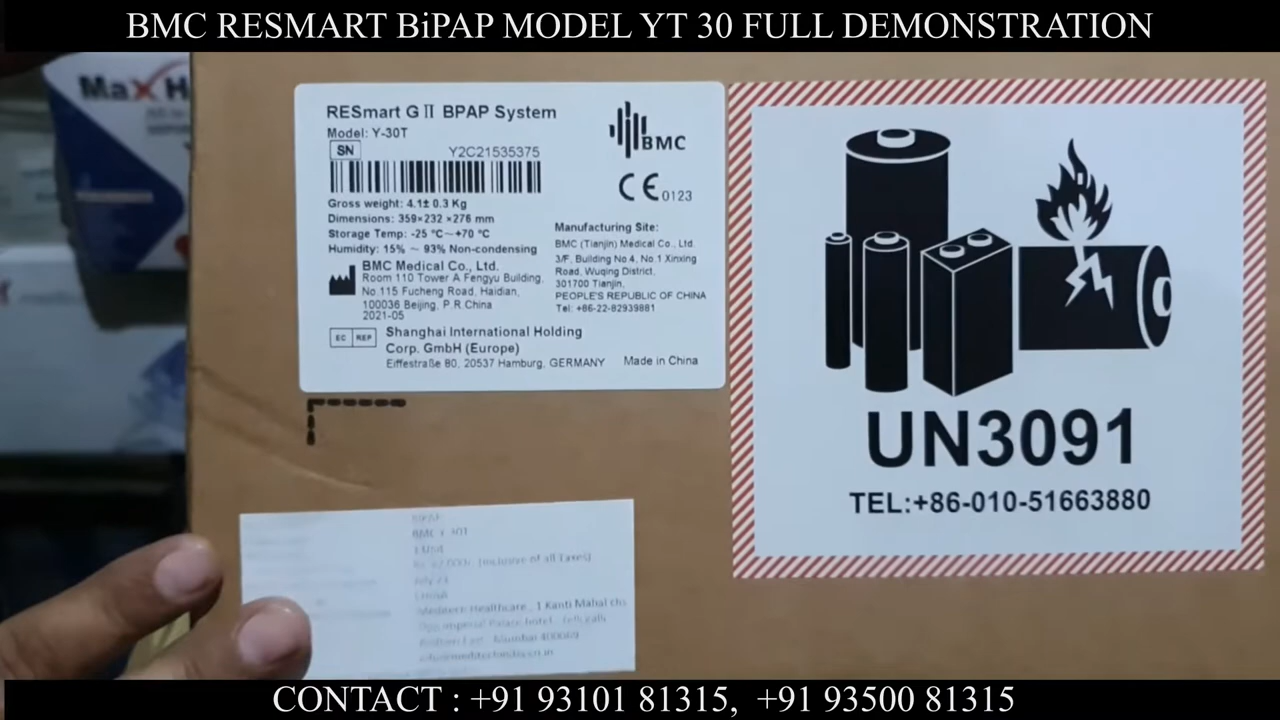 BMC RESMART BiPAP MODEL YT 30 FULL DEMONSTRATION
Max H
RESmart G II BPAP System
Model: Y-30T
SN Y2C21535375
Gross weight: 4.1± 0.3 Kg
Dimensions: 359×232 ×276 mm
Storage Temp: -25 °C~+70 °C
Humidity: 15% ~ 93% Non-condensing
BMC Medical Co., Ltd.
Room 110 Tower A Fengyu Building,
No.115 Fucheng Road, Haidian,
100036 Beijing, P.R.China
2021-05
EC REP Shanghai International Holding
Corp. GmbH (Europe)
Eiffestraße 80, 20537 Hamburg, GERMANY
BMC
CE 0123
Manufacturing Site:
BMC (Tianjin) Medical Co., Ltd.
3/F, Building No.4, No.1 Xinxing
Road, Wuqing District,
301700 Tianjin,
PEOPLE'S REPUBLIC OF CHINA
Tel: +86-22-82939881
Made in China
UN3091
TEL:+86-010-51663880
BMC Y-30T
(Inclusive of all Taxes)
Healthcare, 1 Kanti Mahal chs
Mumbai
CONTACT : +91 93101 81315, +91 93500 81315